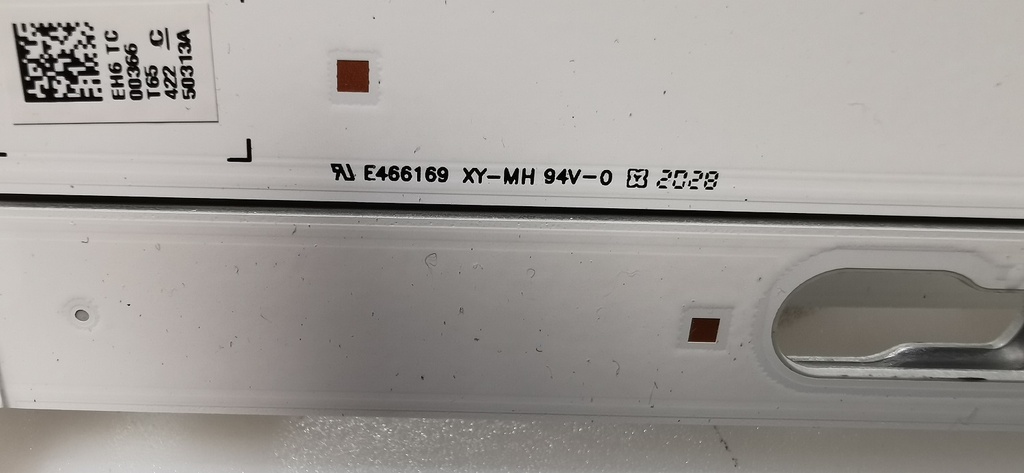 EH6 TC
00366
T65 C
422
50313A
E466169 XY-MH 94V-0 2028